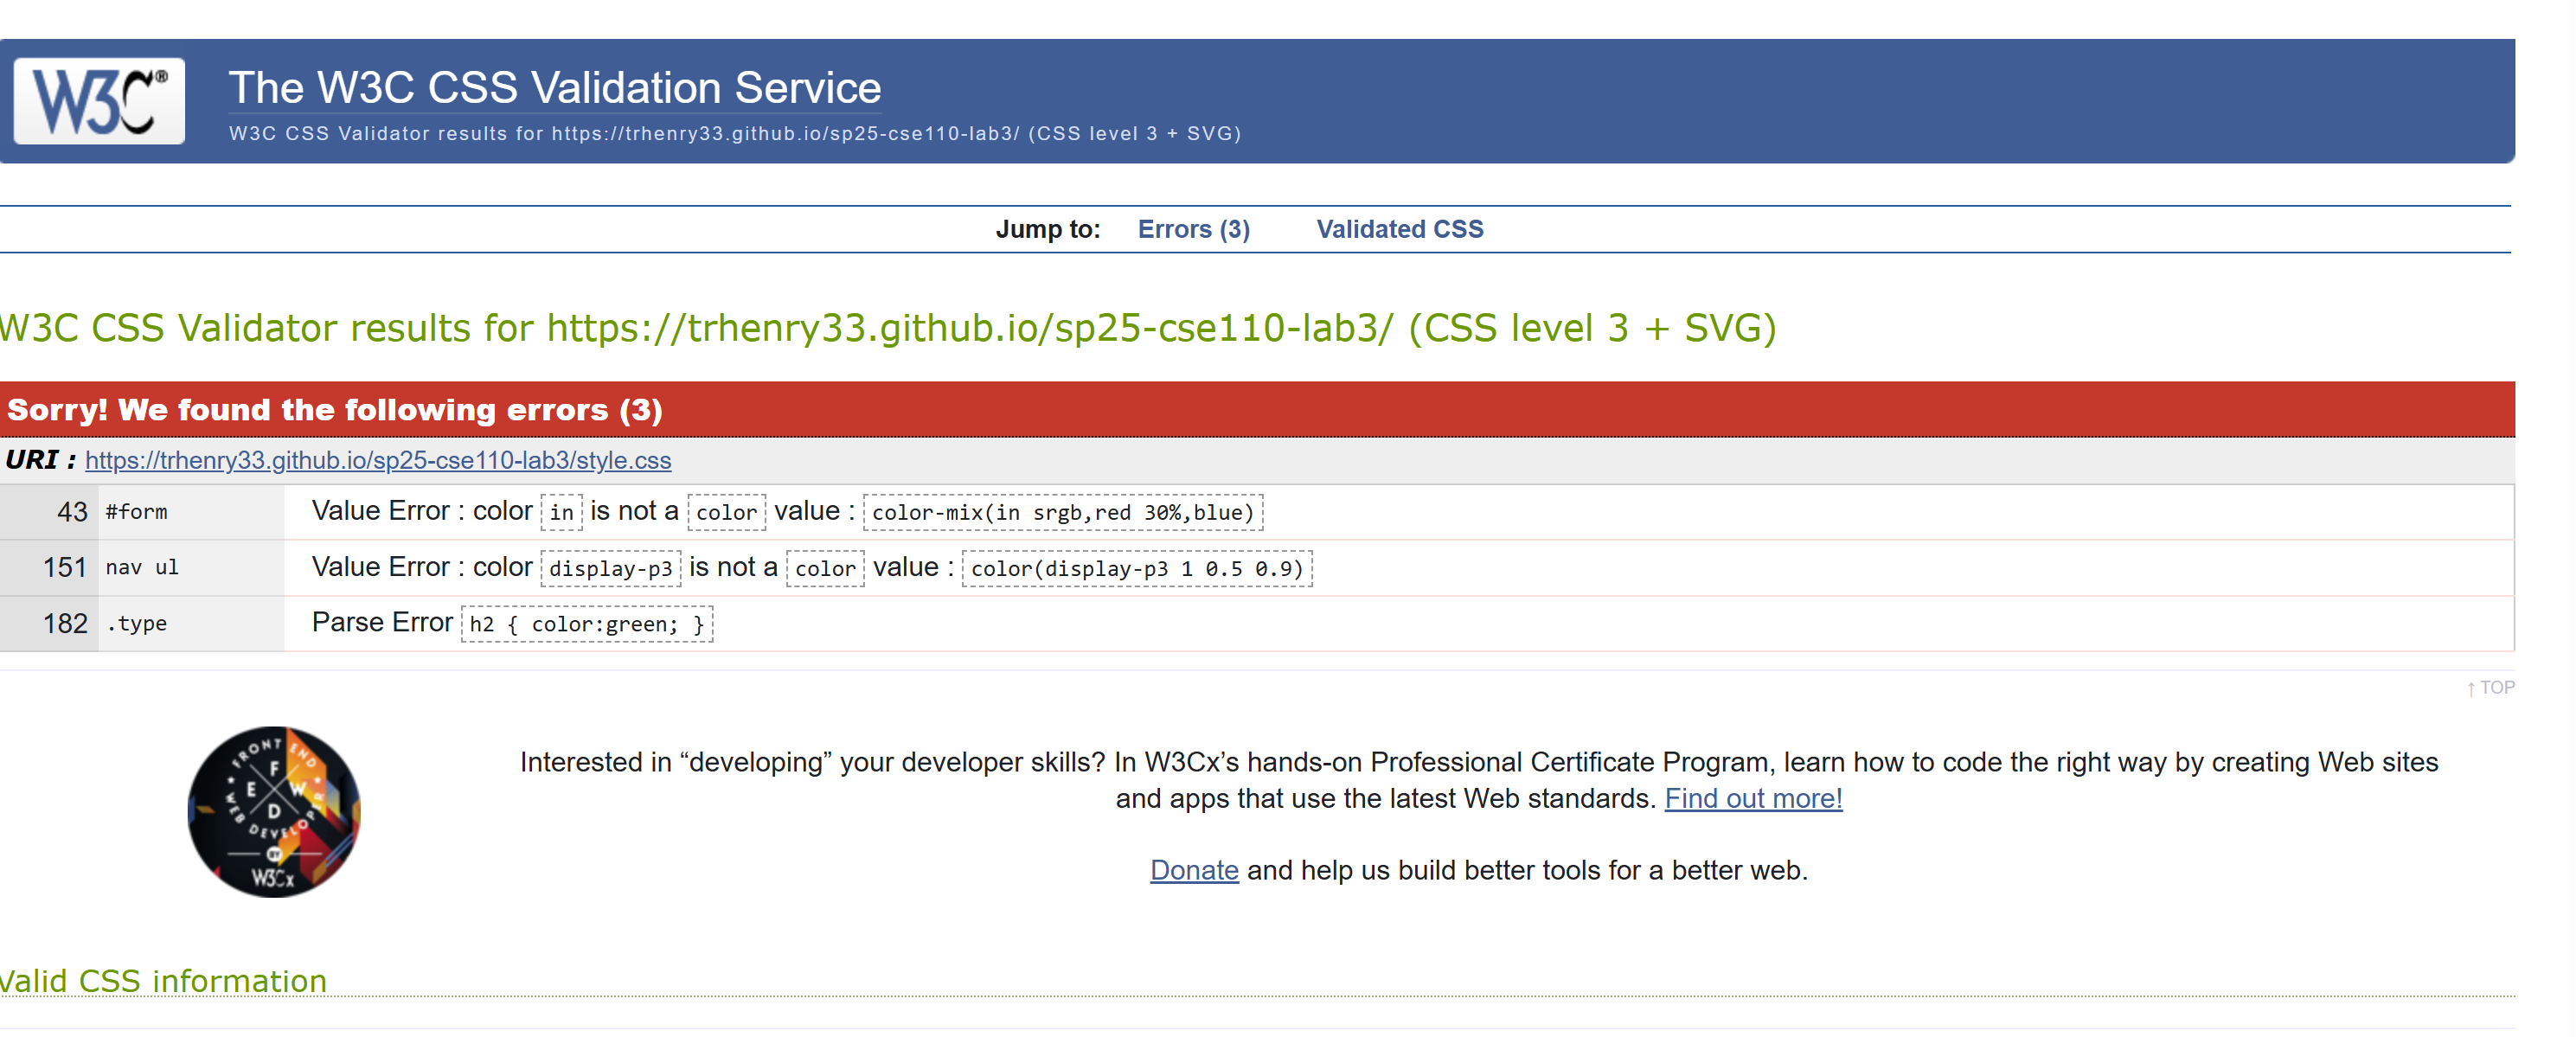 W3C®
The W3C CSS Validation Service
W3C CSS Validator results for https://trhenry33.github.io/sp25-cse110-lab3/ (CSS level 3 + SVG)
Jump to: Errors (3) Validated CSS
W3C CSS Validator results for https://trhenry33.github.io/sp25-cse110-lab3/ (CSS level 3 + SVG)
Sorry! We found the following errors (3)
URI : https://trhenry33.github.io/sp25-cse110-lab3/style.css
43 #form Value Error : color in is not a color value : color-mix(in srgb,red 30%,blue)
151 nav ul Value Error : color display-p3 is not a color value : color(display-p3 1 0.5 0.9)
182 .type Parse Error h2 { color:green; }
↑ TOP
FRONT END
F
E W
D
WEB DEVELOPER
BY
W3Cx
Interested in “developing” your developer skills? In W3Cx’s hands-on Professional Certificate Program, learn how to code the right way by creating Web sites
and apps that use the latest Web standards. Find out more!
Donate and help us build better tools for a better web.
Valid CSS information